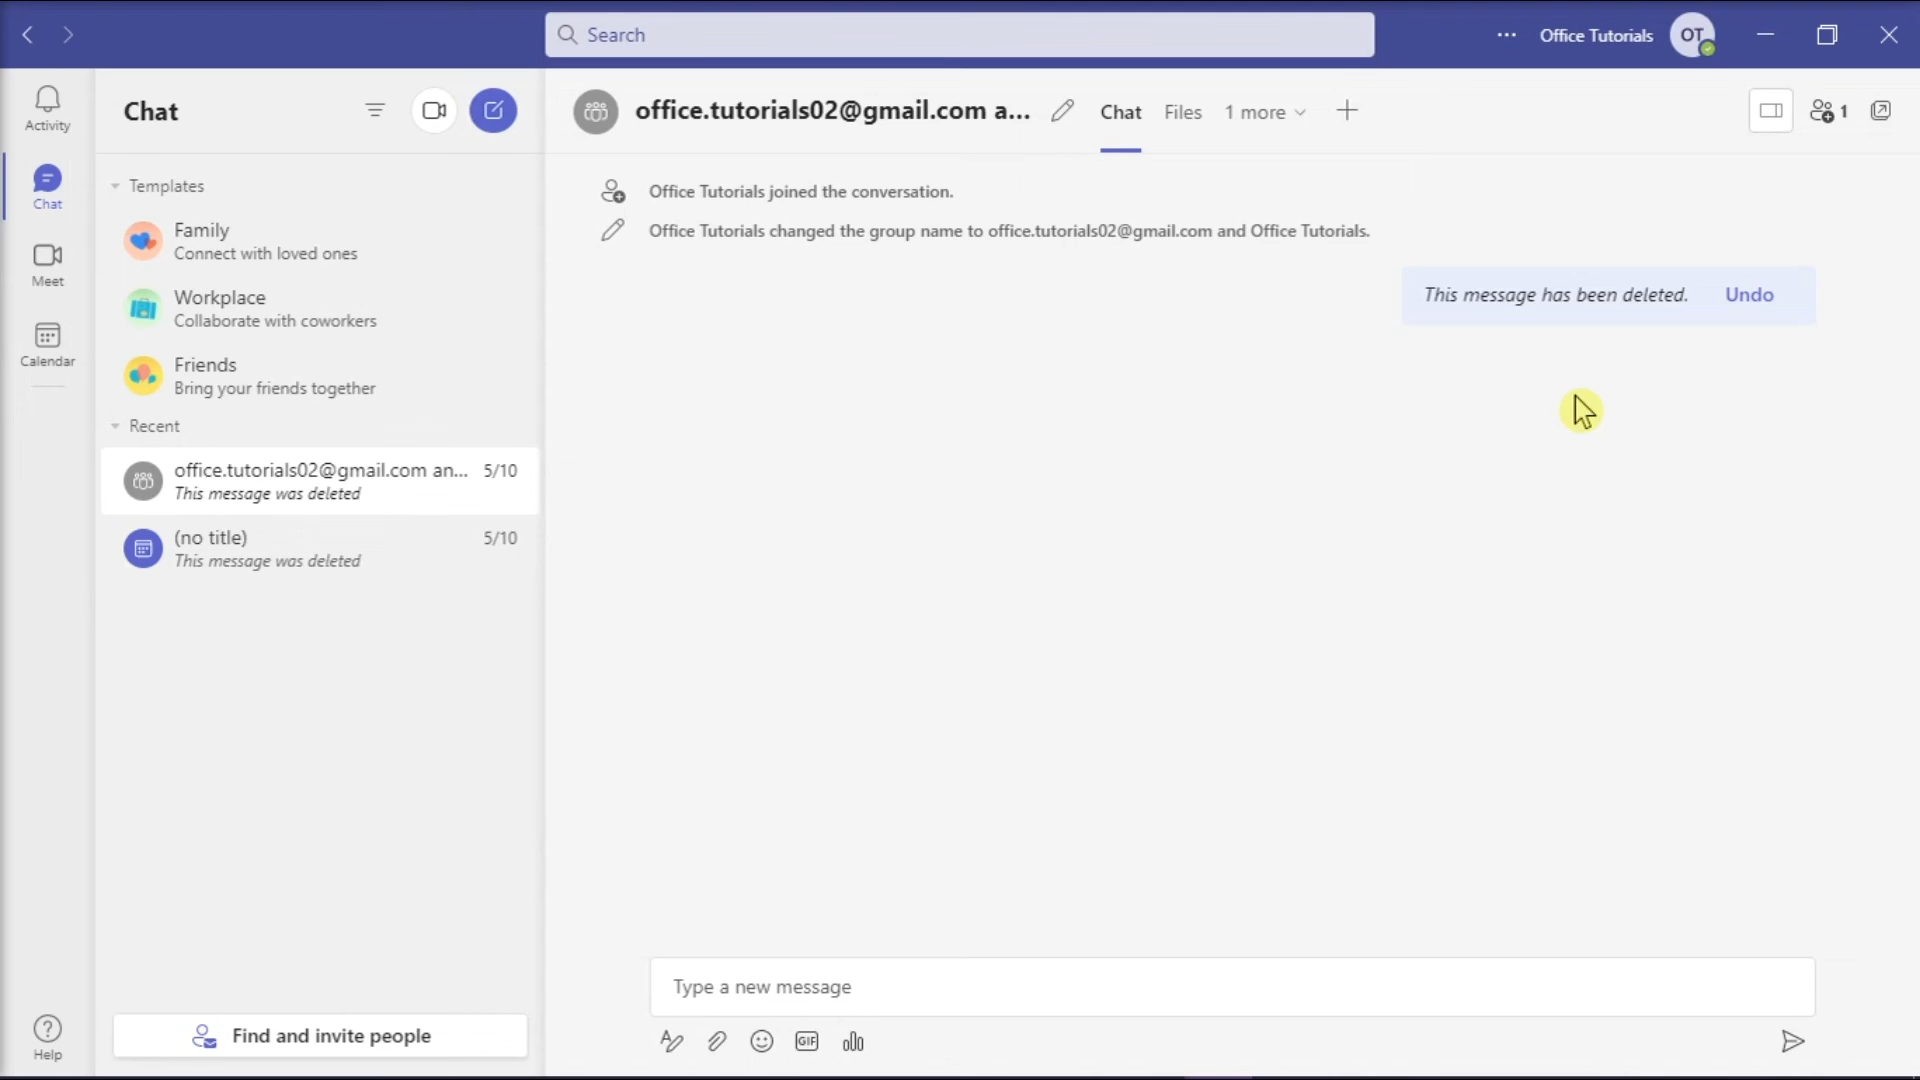 Search
Office Tutorials
OT
Activity
Chat
Meet
Calendar
Help
Chat
Templates
Family
Connect with loved ones
Workplace
Collaborate with coworkers
Friends
Bring your friends together
Recent
office.tutorials02@gmail.com an... 5/10
This message was deleted
(no title) 5/10
This message was deleted
Find and invite people
office.tutorials02@gmail.com a... Chat Files 1 more 1
Office Tutorials joined the conversation.
Office Tutorials changed the group name to office.tutorials02@gmail.com and Office Tutorials.
This message has been deleted. Undo
Type a new message
GIF